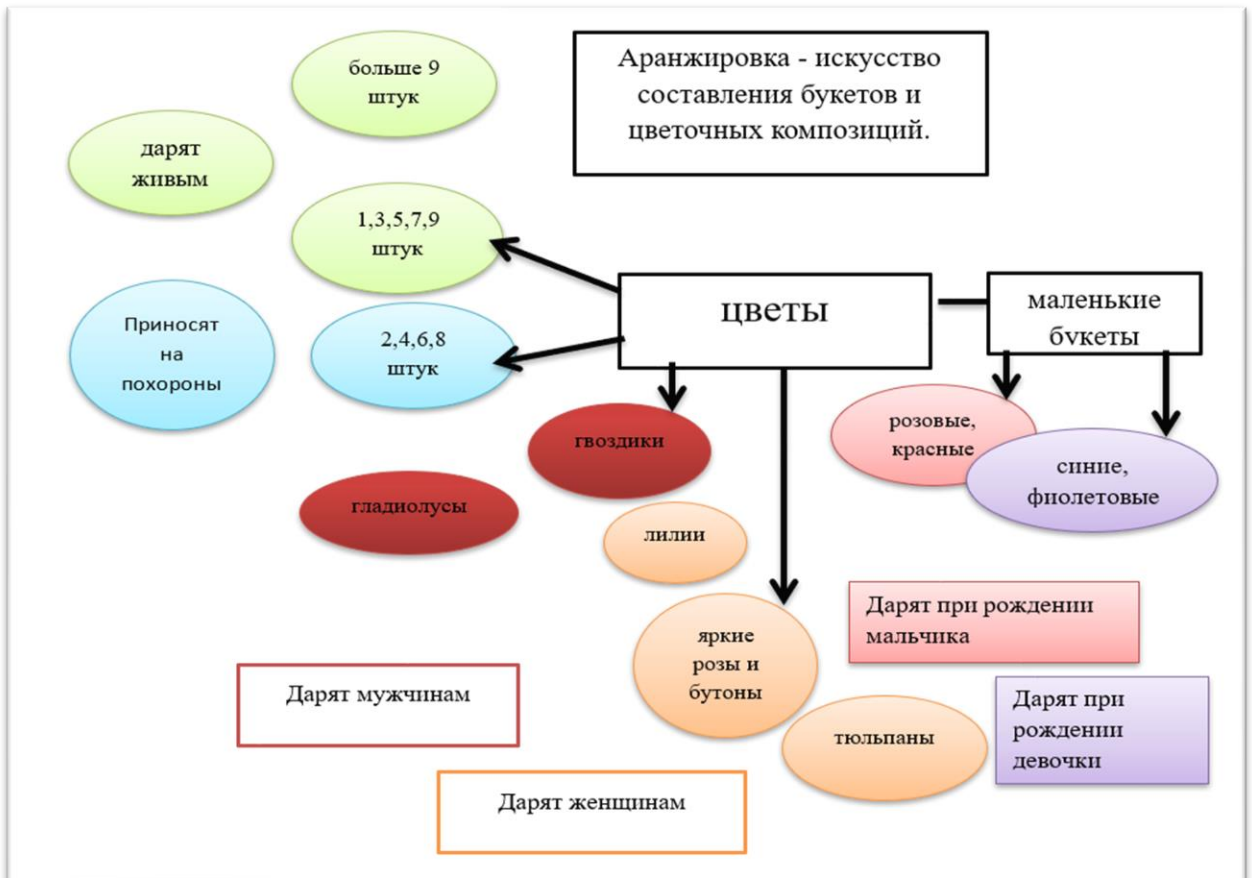 больше 9
штук
Аранжировка - искусство
составления букетов и
цветочных композиций.
дарят
живым
1,3,5,7,9
штук
Приносят
на
похороны
2,4,6,8
штук
цветы
маленькие
букеты
гвоздики
гладиолусы
лилии
розовые,
красные
синие,
фиолетовые
яркие
розы и
бутоны
тюльпаны
Дарят при рождении
мальчика
Дарят при
рождении
девочки
Дарят мужчинам
Дарят женщинам